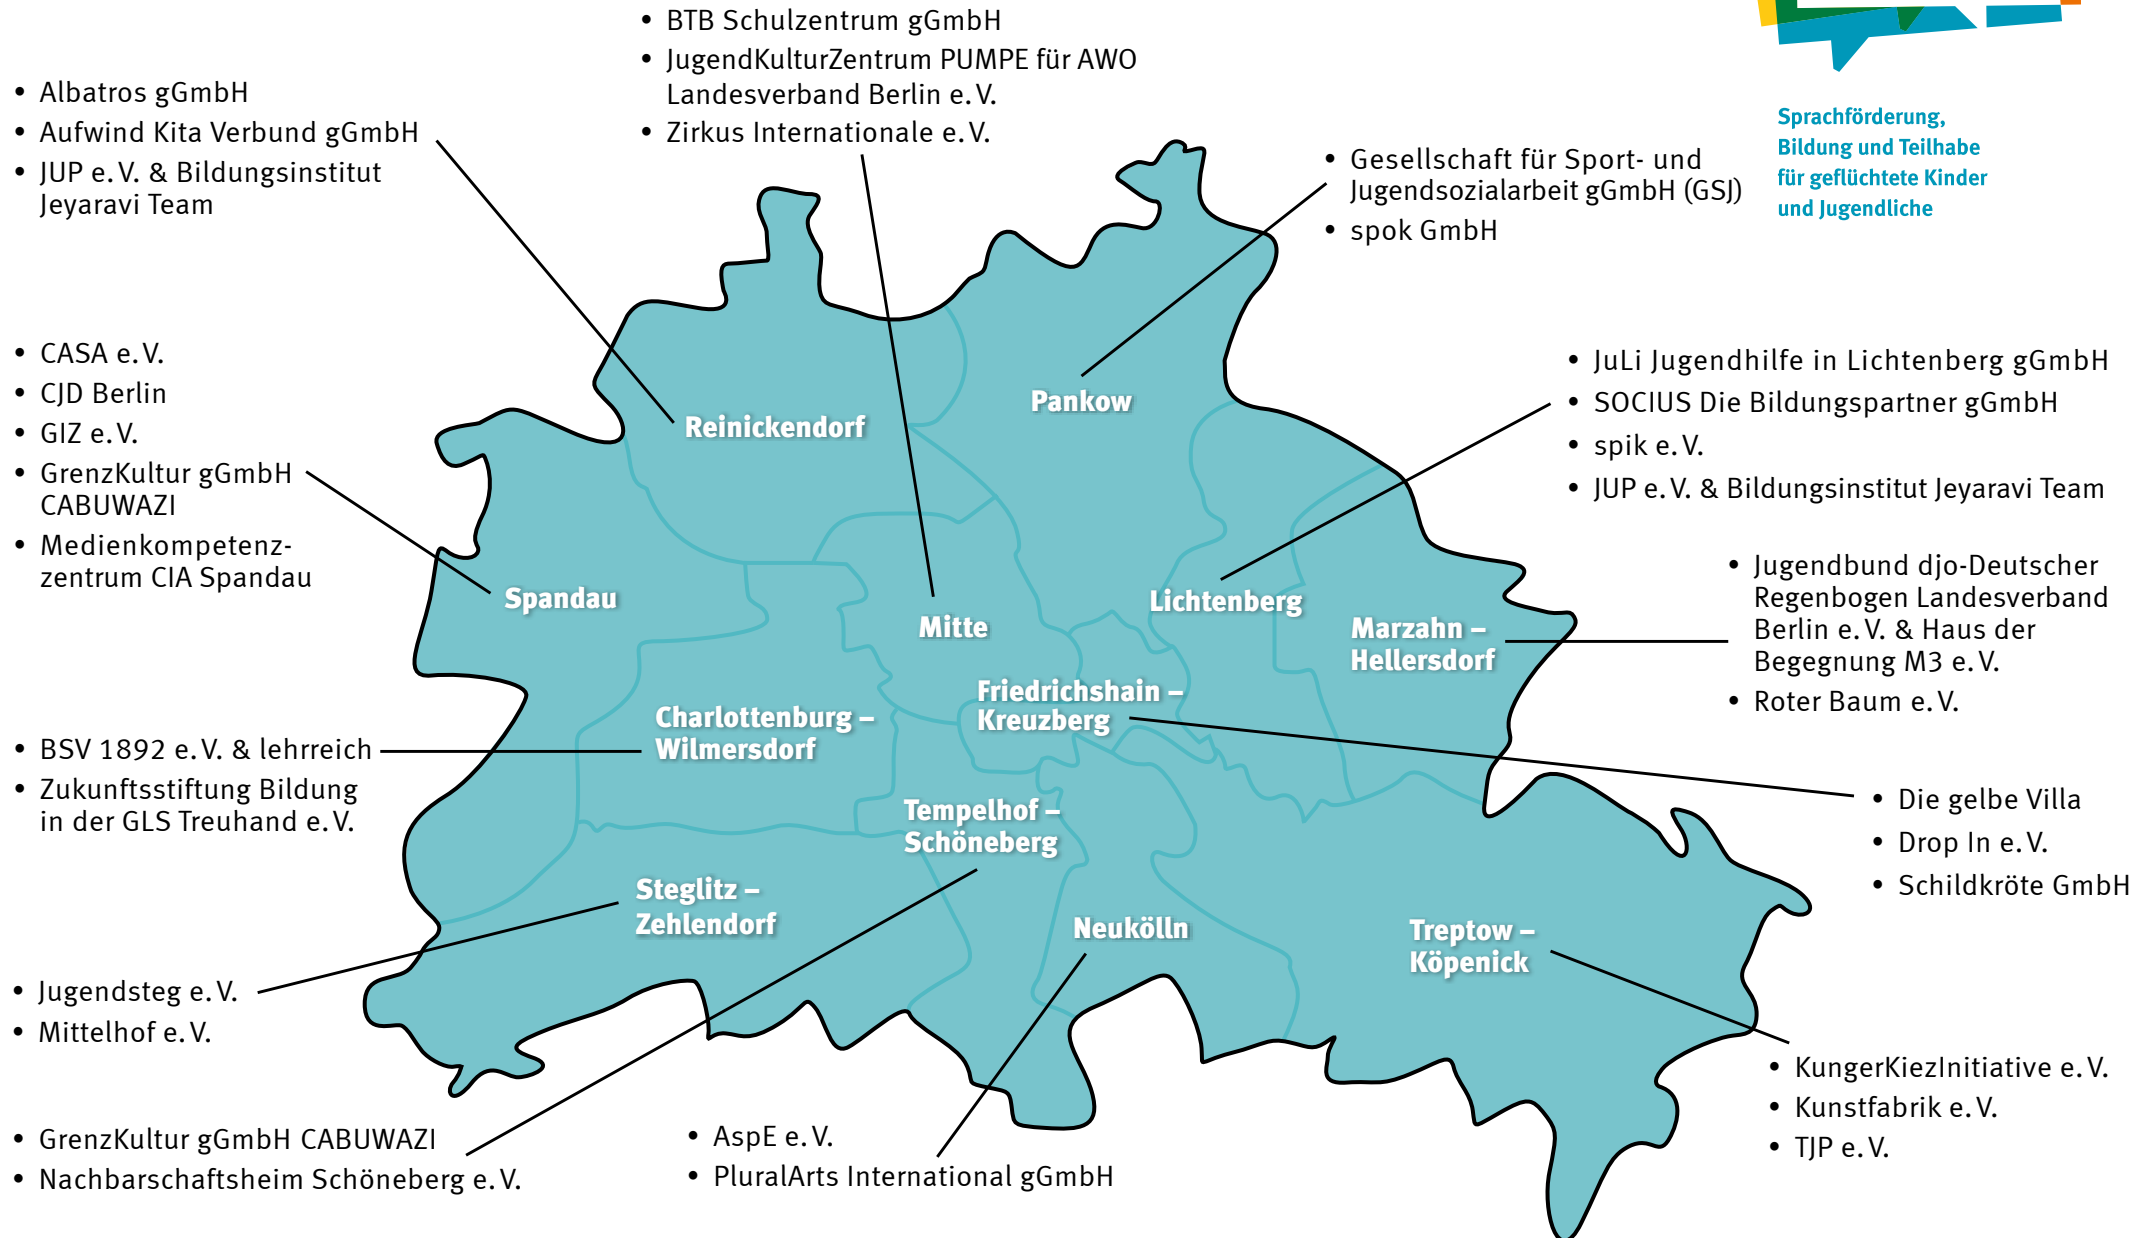 • BTB Schulzentrum gGmbH
• JugendKulturZentrum PUMPE für AWO
Landesverband Berlin e. V.
• Zirkus Internationale e. V.
• Albatros gGmbH
• Aufwind Kita Verbund gGmbH
• JUP e. V. & Bildungsinstitut
Jeyaravi Team
Sprachförderung,
Bildung und Teilhabe
für geflüchtete Kinder
und Jugendliche
• Gesellschaft für Sport- und
Jugendsozialarbeit gGmbH (GSJ)
• spok GmbH
• CASA e. V.
• CJD Berlin
• GIZ e. V.
• GrenzKultur gGmbH
CABUWAZI
• Medienkompetenz-
zentrum CIA Spandau
• JuLi Jugendhilfe in Lichtenberg gGmbH
• SOCIUS Die Bildungspartner gGmbH
• spik e. V.
• JUP e. V. & Bildungsinstitut Jeyaravi Team
Pankow
Reinickendorf
Spandau
Mitte
Lichtenberg
Marzahn –
Hellersdorf
• Jugendbund djo-Deutscher
Regenbogen Landesverband
Berlin e. V. & Haus der
Begegnung M3 e. V.
• Roter Baum e. V.
Friedrichshain –
Kreuzberg
Charlottenburg –
Wilmersdorf
• BSV 1892 e. V. & lehrreich
• Zukunftsstiftung Bildung
in der GLS Treuhand e. V.
Tempelhof –
Schöneberg
• Die gelbe Villa
• Drop In e. V.
• Schildkröte GmbH
Steglitz –
Zehlendorf
Neukölln
Treptow –
Köpenick
• Jugendsteg e. V.
• Mittelhof e. V.
• GrenzKultur gGmbH CABUWAZI
• Nachbarschaftsheim Schöneberg e. V.
• AspE e. V.
• PluralArts International gGmbH
• KungerKiezInitiative e. V.
• Kunstfabrik e. V.
• TJP e. V.